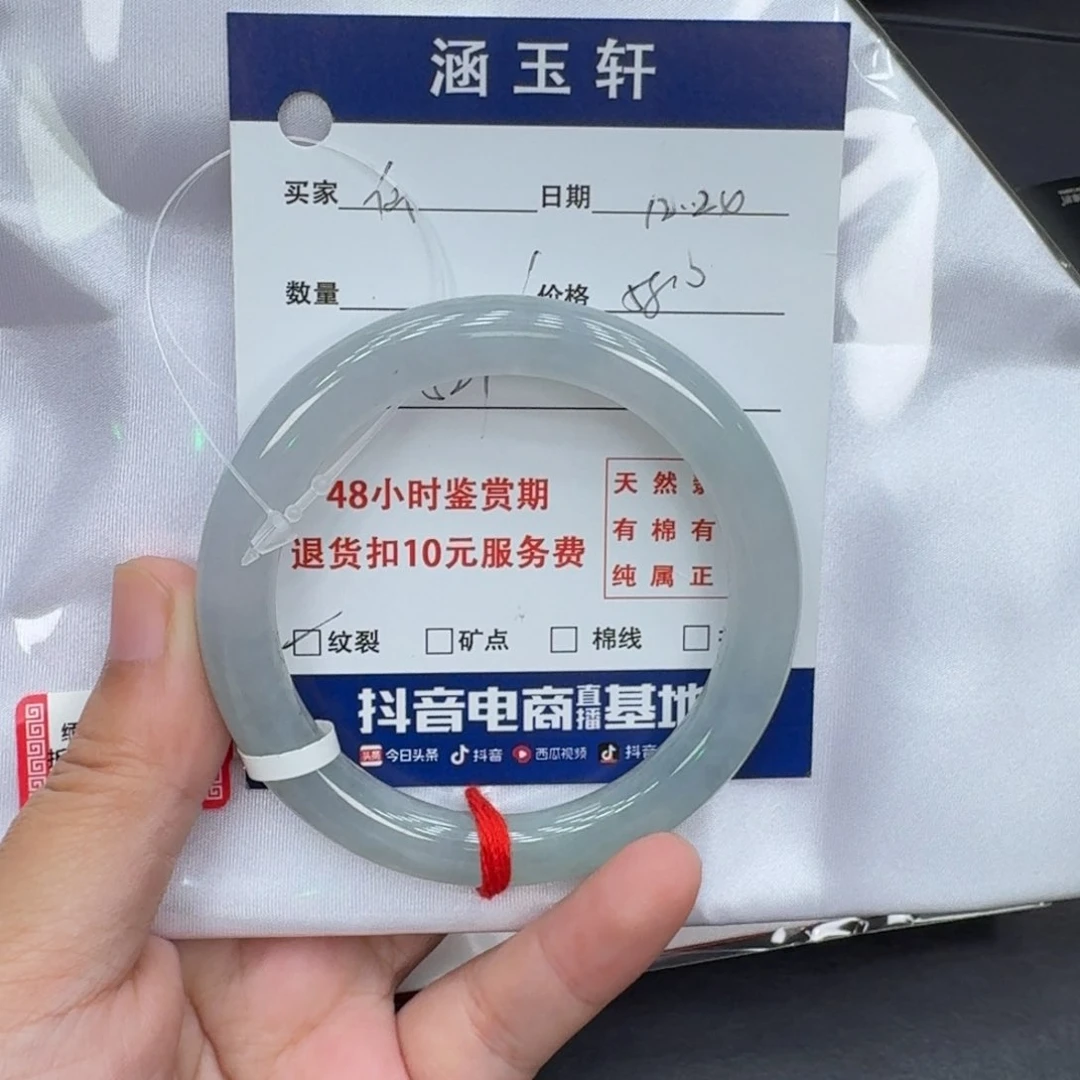 涵玉轩
买家 日期 12.20
数量 价格
48小时鉴赏期
退货扣10元服务费
天然
有棉有
纯属正
纹裂 矿点 棉线
抖音电商直播基地
今日头条 抖音 西瓜视频 抖音